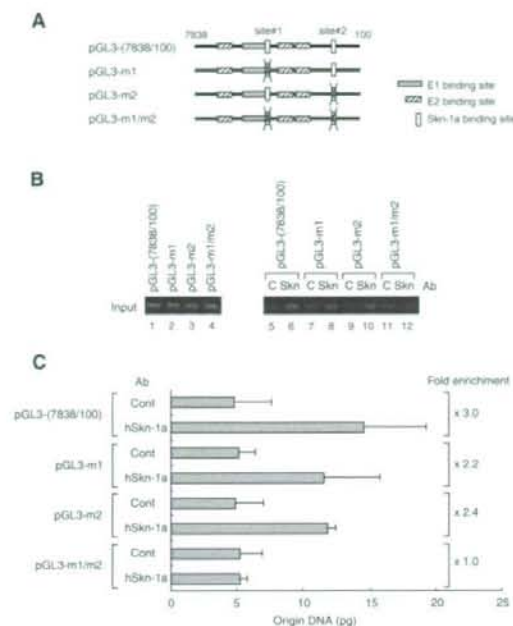 A
7838 site#1 site#2 100
pGL3-(7838/100)
pGL3-m1
pGL3-m2
pGL3-m1/m2
E1 binding site
E2 binding site
Skn-1a binding site
B
pGL3-(7838/100)
pGL3-m1
pGL3-m2
pGL3-m1/m2
pGL3-(7838/100)
pGL3-m1
pGL3-m2
pGL3-m1/m2
C Skn C Skn C Skn C Skn Ab
Input
1 2 3 4 5 6 7 8 9 10 11 12
C
Ab Fold enrichment
pGL3-(7838/100) Cont hSkn-1a x 3.0
pGL3-m1 Cont hSkn-1a x 2.2
pGL3-m2 Cont hSkn-1a x 2.4
pGL3-m1/m2 Cont hSkn-1a x 1.0
0 5 10 15 20 25
Origin DNA (pg)